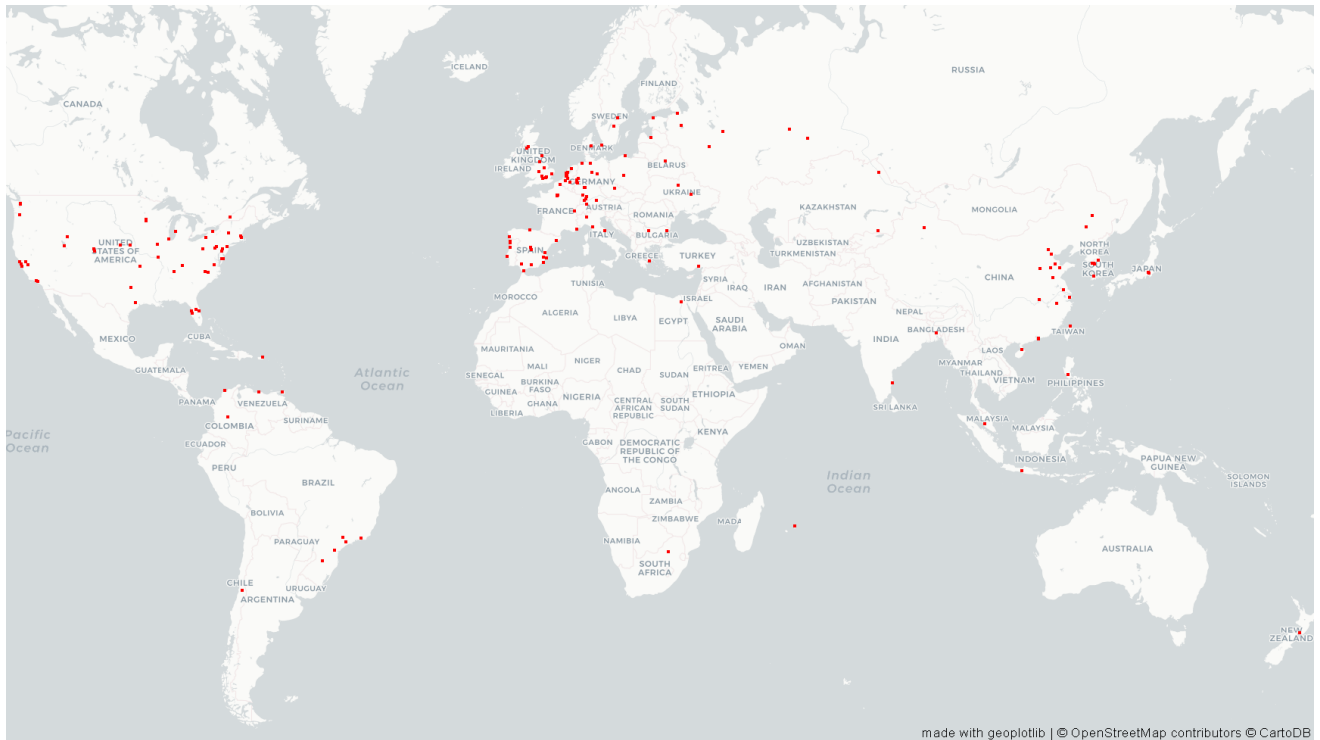 ICELAND
RUSSIA
FINLAND
CANADA
SWEDEN
UNITED
KINGDOM
DENMARK
IRELAND
BELARUS
GERMANY
UKRAINE
FRANCE
AUSTRIA
KAZAKHSTAN
MONGOLIA
ROMANIA
ITALY
BULGARIA
UNITED
STATES OF
AMERICA
SPAIN
GREECE
TURKEY
UZBEKISTAN
TURKMENISTAN
NORTH
KOREA
SOUTH
KOREA
JAPAN
CHINA
TUNISIA
SYRIA
IRAQ
IRAN
AFGHANISTAN
MOROCCO
ISRAEL
PAKISTAN
ALGERIA
LIBYA
EGYPT
SAUDI
ARABIA
NEPAL
BANGLADESH
TAIWAN
MEXICO
CUBA
INDIA
OMAN
MAURITANIA
LAOS
MYANMAR
THAILAND
VIETNAM
PHILIPPINES
GUATEMALA
Atlantic
Ocean
SENEGAL
MALI
NIGER
CHAD
SUDAN
ERITREA
YEMEN
BURKINA
FASO
GUINEA
GHANA
NIGERIA
LIBERIA
CENTRAL
AFRICAN
REPUBLIC
SOUTH
SUDAN
ETHIOPIA
PANAMA
VENEZUELA
SRI LANKA
COLOMBIA
SURINAME
MALAYSIA
MALAYSIA
Pacific
Ocean
ECUADOR
GABON
DEMOCRATIC
REPUBLIC OF
THE CONGO
KENYA
INDONESIA
PAPUA NEW
GUINEA
PERU
BRAZIL
Indian
Ocean
SOLOMON
ISLANDS
ANGOLA
ZAMBIA
BOLIVIA
ZIMBABWE
MADA
PARAGUAY
NAMIBIA
AUSTRALIA
SOUTH
AFRICA
CHILE
URUGUAY
ARGENTINA
NEW
ZEALAND
made with geoplotlib | © OpenStreetMap contributors © CartoDB